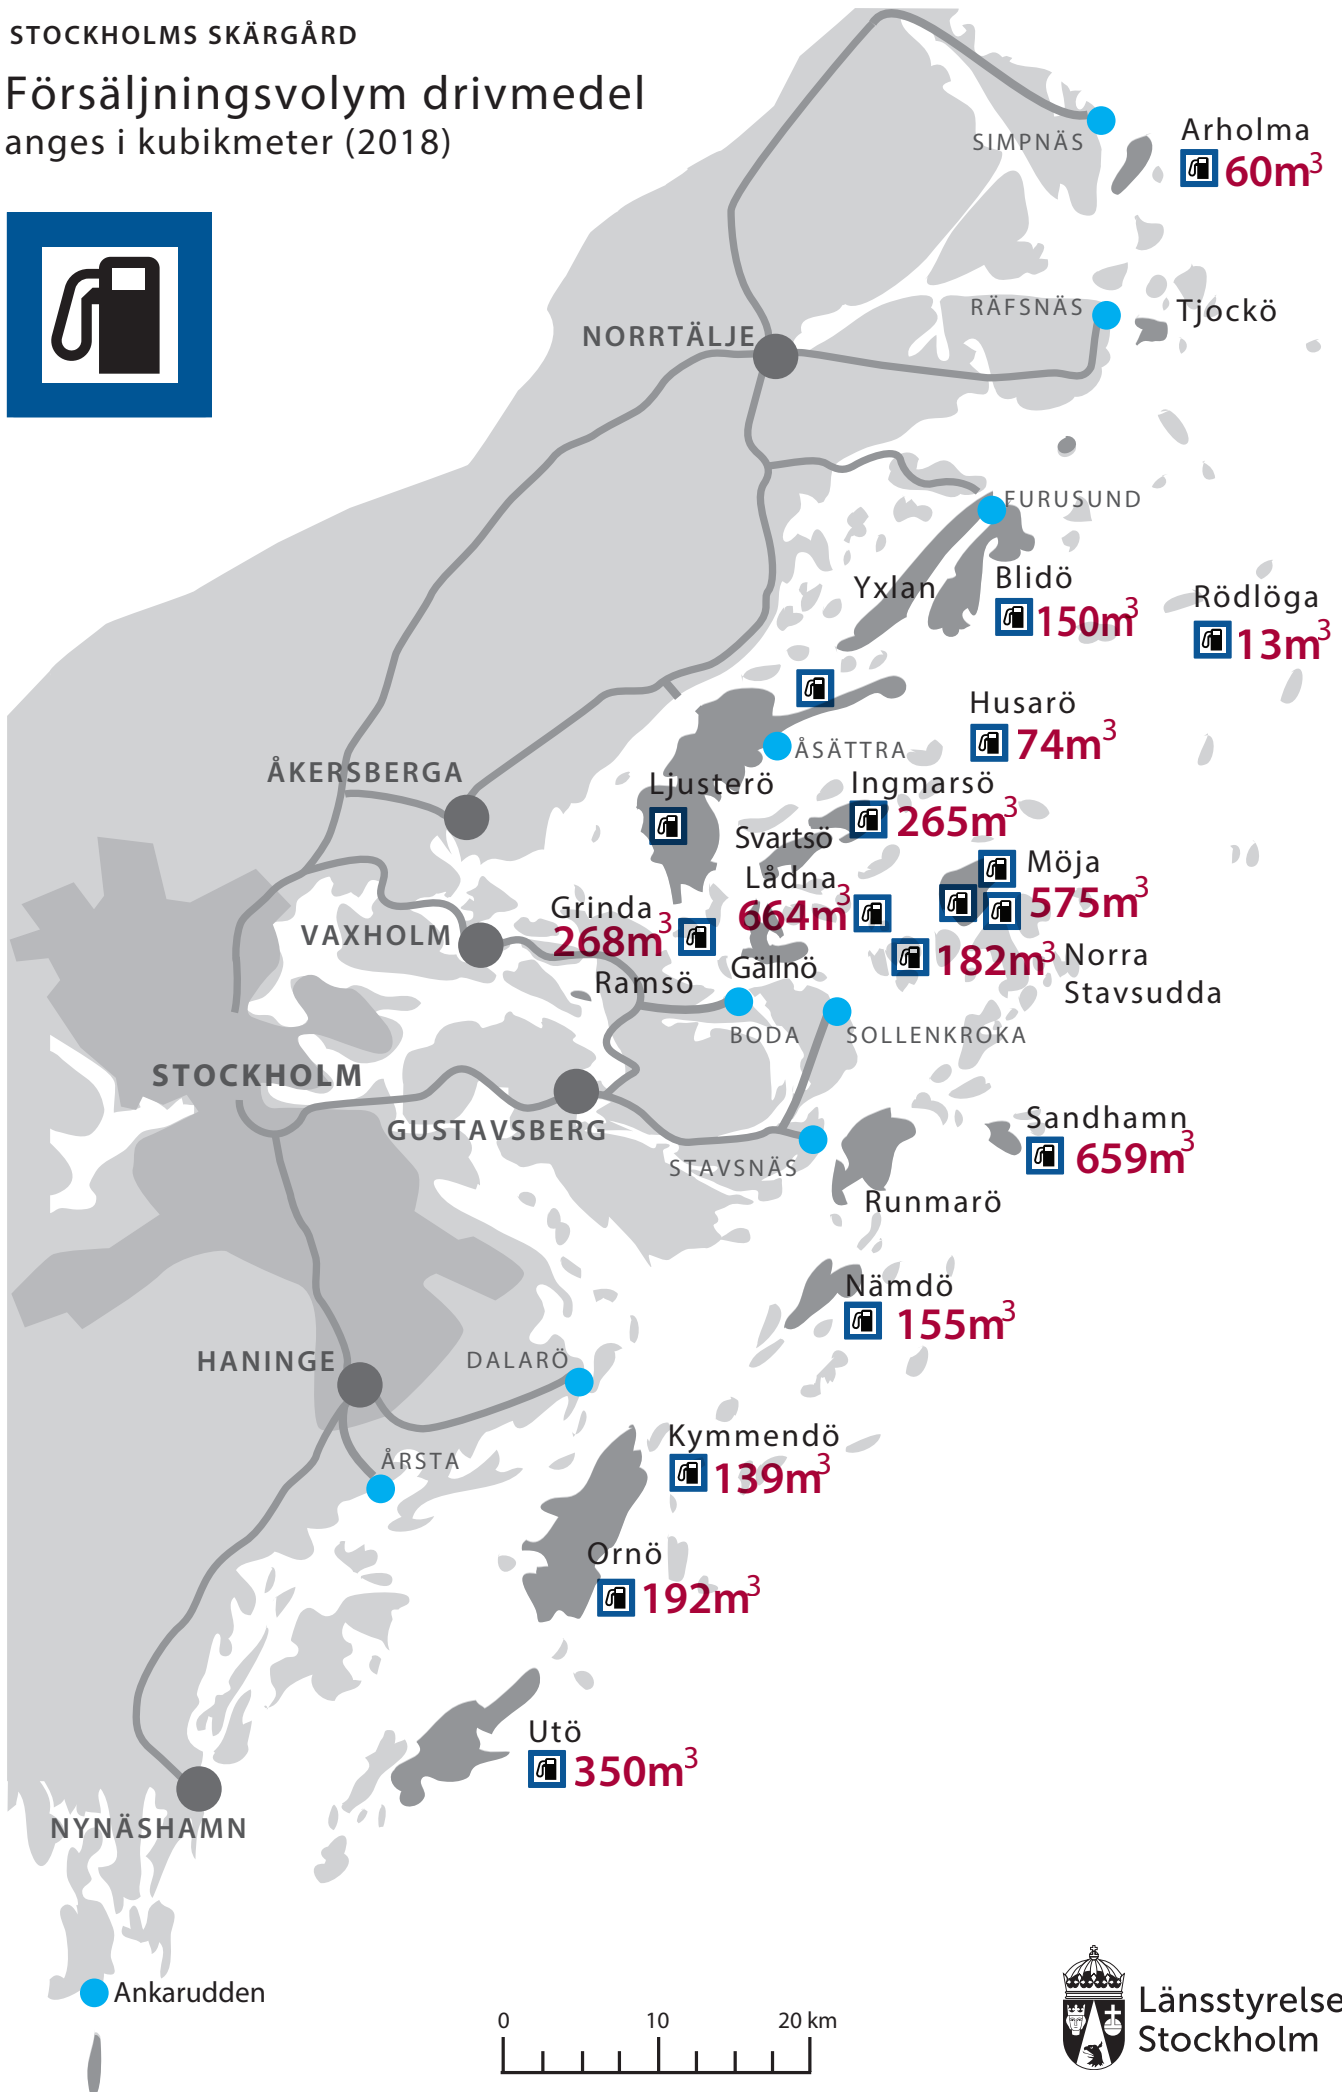 STOCKHOLMS SKÄRGÅRD
Försäljningsvolym drivmedel
anges i kubikmeter (2018)
SIMPNÄS
Arholma
60m³
RÄFSNÄS
Tjockö
NORRTÄLJE
FURUSUND
Yxlan
Blidö
150m³
Rödlöga
13m³
Husarö
74m³
ÅSÄTTRA
ÅKERSBERGA
Ljusterö
Ingmarsö
265m³
Svartsö
Lådna
664m³
Möja
575m³
Grinda
268m³
VAXHOLM
182m³ Norra
Stavsudda
Gällnö
Ramsö
BODA
SOLLENKROKA
STOCKHOLM
GUSTAVSBERG
Sandhamn
659m³
STAVSNÄS
Runmarö
Nämdö
155m³
HANINGE
DALARÖ
Kymmendö
139m³
ÅRSTA
Ornö
192m³
Utö
350m³
NYNÄSHAMN
Ankarudden
0 10 20 km
Länsstyrelse
Stockholm